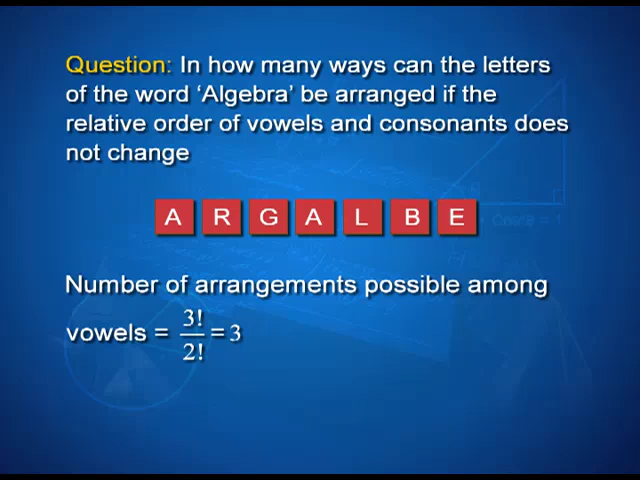 Question: In how many ways can the letters
of the word ‘Algebra’ be arranged if the
relative order of vowels and consonants does
not change
A R G A L B E
Number of arrangements possible among
vowels = 3!/2! = 3